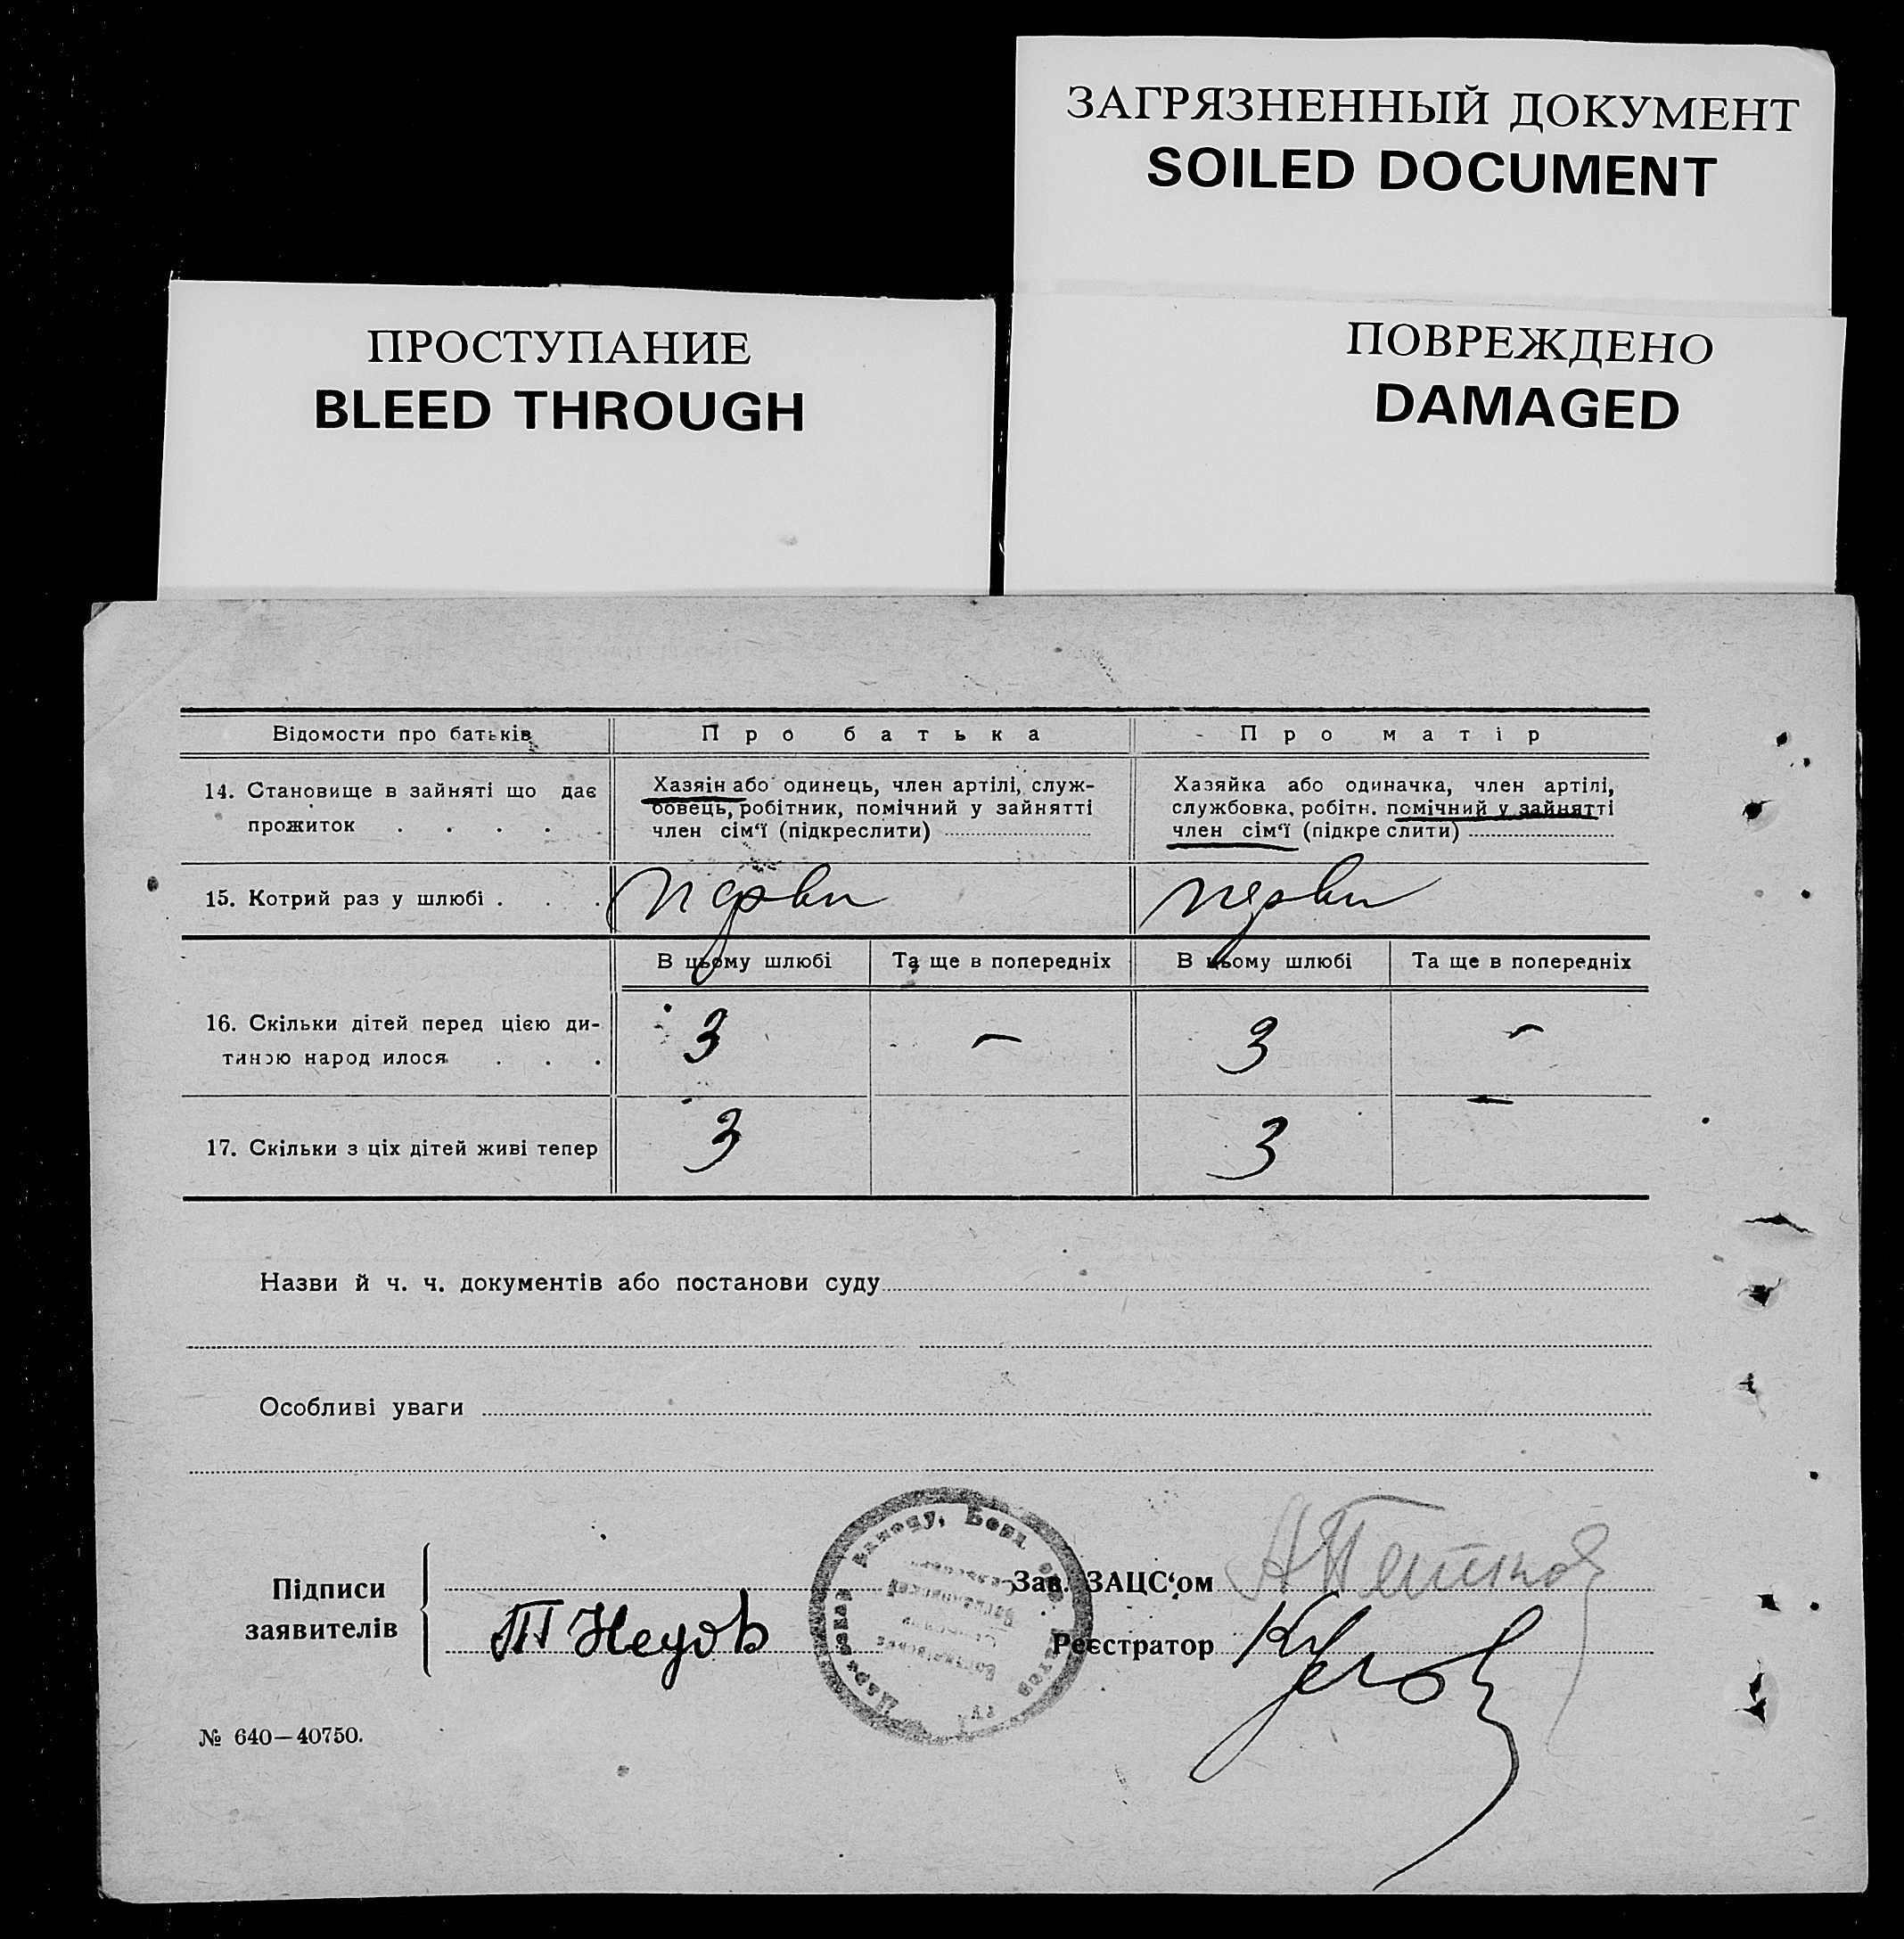 ЗАГРЯЗНЕННЫЙ ДОКУМЕНТ
SOILED DOCUMENT
ПРОСТУПАНИЕ
BLEED THROUGH
ПОВРЕЖДЕНО
DAMAGED
Відомости про батьків
Про батька
Про матір
14. Становище в зайняті що дає
прожиток . . . .
Хазяін або одинець, член артілі, служ-
бовець, робітник, помічний у зайнятті
член сім'ї (підкреслити)
Хазяйка або одиначка, член артілі,
службовка, робітн. помічний у зайнятті
член сім'ї (підкреслити)
15. Котрий раз у шлюбі . . .
перви
перви
В цьому шлюбі
Та ще в попередніх
В цьому шлюбі
Та ще в попередніх
16. Скільки дітей перед цією ди-
тиною народилося . . .
3
–
3
–
17. Скільки з ціх дітей живі тепер
3
3
–
Назви й ч. ч. документів або постанови суду
Особливі уваги
Підписи
заявителів
Зав. ЗАЦС'ом
Реєстратор
№ 640—40750.